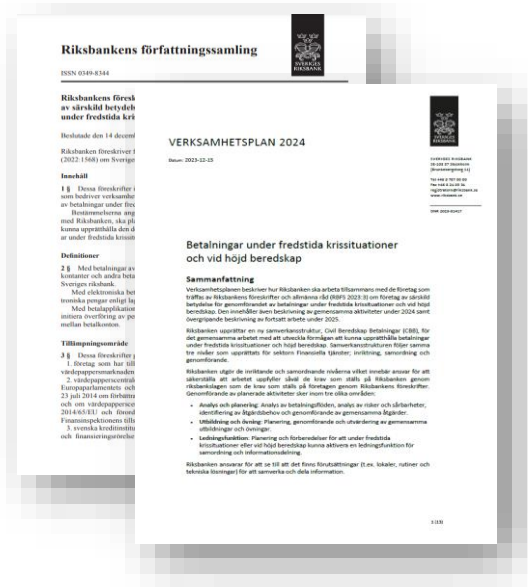 Riksbankens författningssamling
SVERIGES
RIKSBANK
ISSN 0349-8344
Riksbankens föresk
av särskild betydelse
under fredstida kri
Beslutade den 14 decem
Riksbanken föreskriver f
(2022:1568) om Sverige
Innehåll
1 § Dessa föreskrifter i
som bedriver verksamhe
av betalningar under fre
Bestämmelserna ang
med Riksbanken, ska pla
kunna upprätthålla den d
ar under fredstida krissit
Definitioner
2 § Med betalningar av
kontanter och andra beta
Sveriges riksbank.
Med elektroniska bet
troniska pengar enligt lag
Med betalapplikation
initiera överföring av pe
mellan betalkonton.
Tillämpningsområde
3 § Dessa föreskrifter g
1. företag som har till
värdepappersmarknaden
2. värdepapperscentral
Europaparlamentets och
23 juli 2014 om förbättra
och om värdepapperscen
2014/65/EU och förord
Finansinspektionens tills
3. svenska kreditinstitu
och finansieringsrörelse
SVERIGES
RIKSBANK
VERKSAMHETSPLAN 2024
Datum: 2023-12-15
SVERIGES RIKSBANK
SE-103 37 Stockholm
(Brunkebergstorg 11)
Tel +46 8 787 00 00
Fax +46 8 21 05 31
registratorn@riksbank.se
www.riksbank.se
Betalningar under fredstida krissituationer
och vid höjd beredskap
Sammanfattning
Verksamhetsplanen beskriver hur Riksbanken ska arbeta tillsammans med de företag som
träffas av Riksbankens föreskrifter och allmänna råd (RBFS 2023:3) om företag av särskild
betydelse för genomförandet av betalningar under fredstida krissituationer och vid höjd
beredskap. Den innehåller även beskrivning av gemensamma aktiviteter under 2024 samt
övergripande beskrivning av fortsatt arbete under 2025.
Riksbanken upprättar en ny samverkansstruktur, Civil Beredskap Betalningar (CBB), för
det gemensamma arbetet med att utveckla förmågan att kunna upprätthålla betalningar
under fredstida krissituationer och höjd beredskap. Samverkansstrukturen följer samma
tre nivåer som upprättats för sektorn Finansiella tjänster; inriktning, samordning och
genomförande.
Riksbanken utgör de inriktande och samordnande nivåerna vilket innebär ansvar för att
säkerställa att arbetet uppfyller såväl de krav som ställs på Riksbanken genom
riksbankslagen som de krav som ställs på företagen genom Riksbankens föreskrifter.
Genomförande av planerade aktiviteter sker inom tre olika områden:
• Analys och planering: Analys av betalningsflöden, analys av risker och sårbarheter,
identifiering av åtgärdsbehov och genomförande av gemensamma åtgärder.
• Utbildning och övning: Planering, genomförande och utvärdering av gemensamma
utbildningar och övningar.
• Ledningsfunktion: Planering och förberedelser för att under fredstida
krissituationer eller vid höjd beredskap kunna aktivera en ledningsfunktion för
samordning och informationsdelning.
Riksbanken ansvarar för att se till att det finns förutsättningar (t.ex. lokaler, rutiner och
tekniska lösningar) för att samverka och dela information.